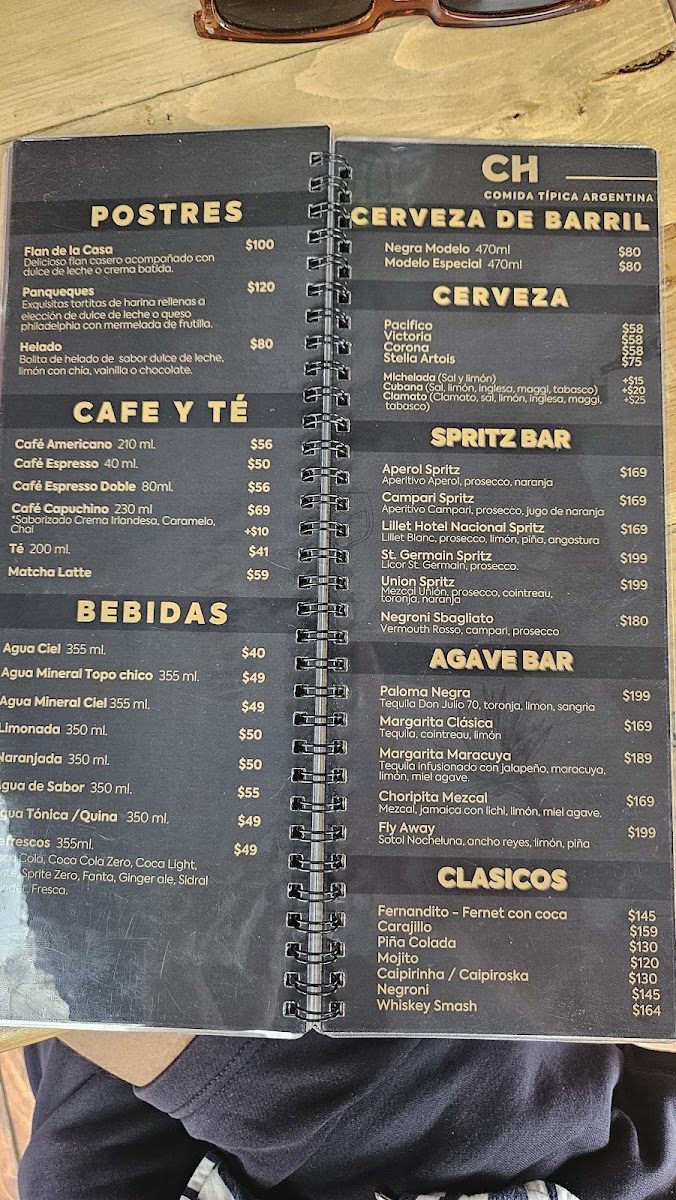 POSTRES
Flan de la Casa $100
Delicioso flan casero acompañado con
dulce de leche o crema batida.
Panqueques $120
Exquisitas tortitas de harina rellenas a
elección de dulce de leche o queso
philadelphia con mermelada de frutilla.
Helado $80
Bolita de helado de sabor dulce de leche,
limón con chía, vainilla o chocolate.
CAFE Y TÉ
Café Americano 210 ml. $56
Café Espresso 40 ml. $50
Café Espresso Doble 80ml. $56
Café Capuchino 230 ml $69
*Saborizado Crema Irlandesa, Caramelo,
Chai +$10
Té 200 ml. $41
Matcha Latte $59
BEBIDAS
Agua Ciel 355 ml. $40
Agua Mineral Topo chico 355 ml. $49
Agua Mineral Ciel 355 ml. $49
Limonada 350 ml. $50
Naranjada 350 ml. $50
gua de Sabor 350 ml. $55
gua Tónica /Quina 350 ml. $49
efrescos 355ml. $49
Cola, Coca Cola Zero, Coca Light,
Sprite Zero, Fanta, Ginger ale, Sidral
Fresca.
CH
COMIDA TÍPICA ARGENTINA
CERVEZA DE BARRIL
Negra Modelo 470ml $80
Modelo Especial 470ml $80
CERVEZA
Pacifico $58
Victoria $58
Corona $58
Stella Artois $75
Michelada (Sal y limón) +$15
Cubana (Sal, limón, inglesa, maggi, tabasco) +$20
Clamato (Clamato, sal, limón, inglesa, maggi, +$25
tabasco)
SPRITZ BAR
Aperol Spritz $169
Aperitivo Aperol, prosecco, naranja
Campari Spritz $169
Aperitivo Campari, prosecco, jugo de naranja
Lillet Hotel Nacional Spritz $169
Lillet Blanc, prosecco, limón, piña, angostura
St. Germain Spritz $199
Licor St. Germain, prosecco.
Union Spritz $199
Mezcal Unión, prosecco, cointreau,
toronja, naranja
Negroni Sbagliato $180
Vermouth Rosso, campari, prosecco
AGAVE BAR
Paloma Negra $199
Tequila Don Julio 70, toronja, limon, sangria
Margarita Clásica $169
Tequila, cointreau, limón
Margarita Maracuya $189
Tequila infusionado con jalapeño, maracuya,
limón, miel agave.
Choripita Mezcal $169
Mezcal, jamaica con lichi, limón, miel agave.
Fly Away $199
Sotol Nocheluna, ancho reyes, limón, piña
CLASICOS
Fernandito - Fernet con coca $145
Carajillo $159
Piña Colada $130
Mojito $120
Caipirinha / Caipiroska $130
Negroni $145
Whiskey Smash $164